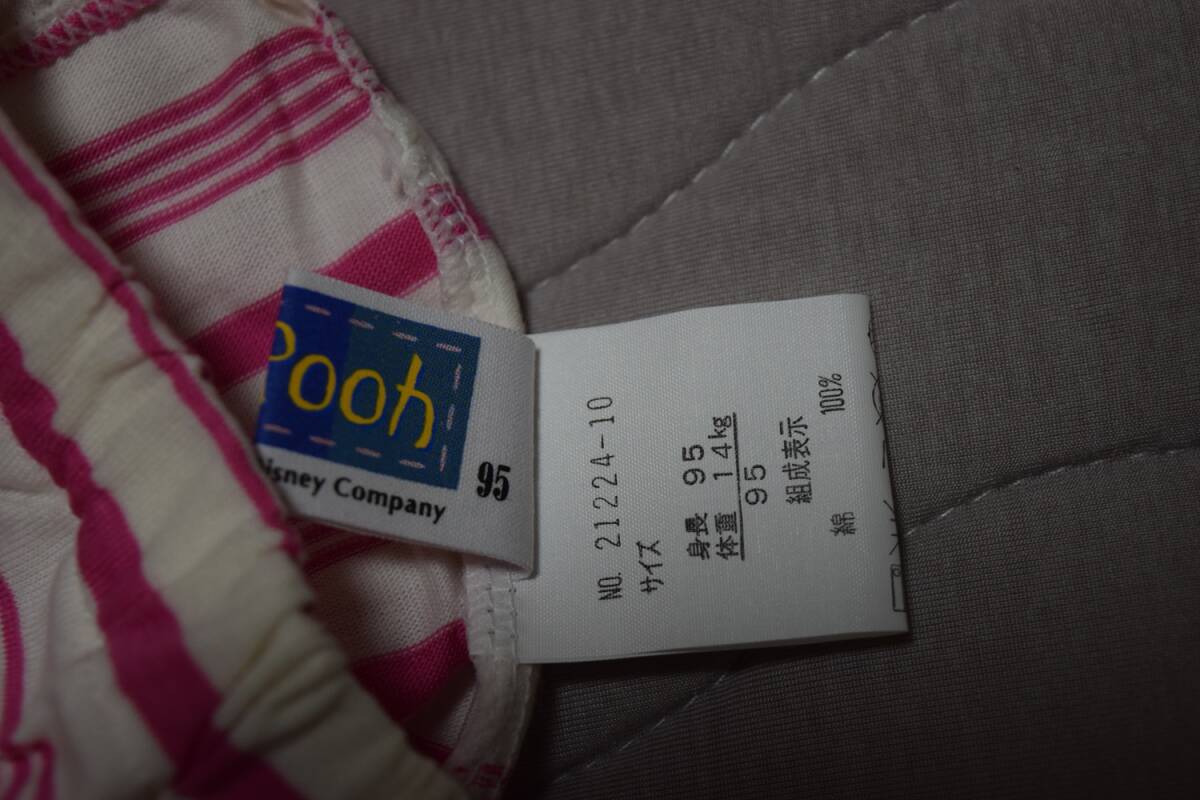 Pooh
isney Company
95
NO. 21224-10
サイズ
身長 95
体重 14kg
95
組成表示
綿 100%